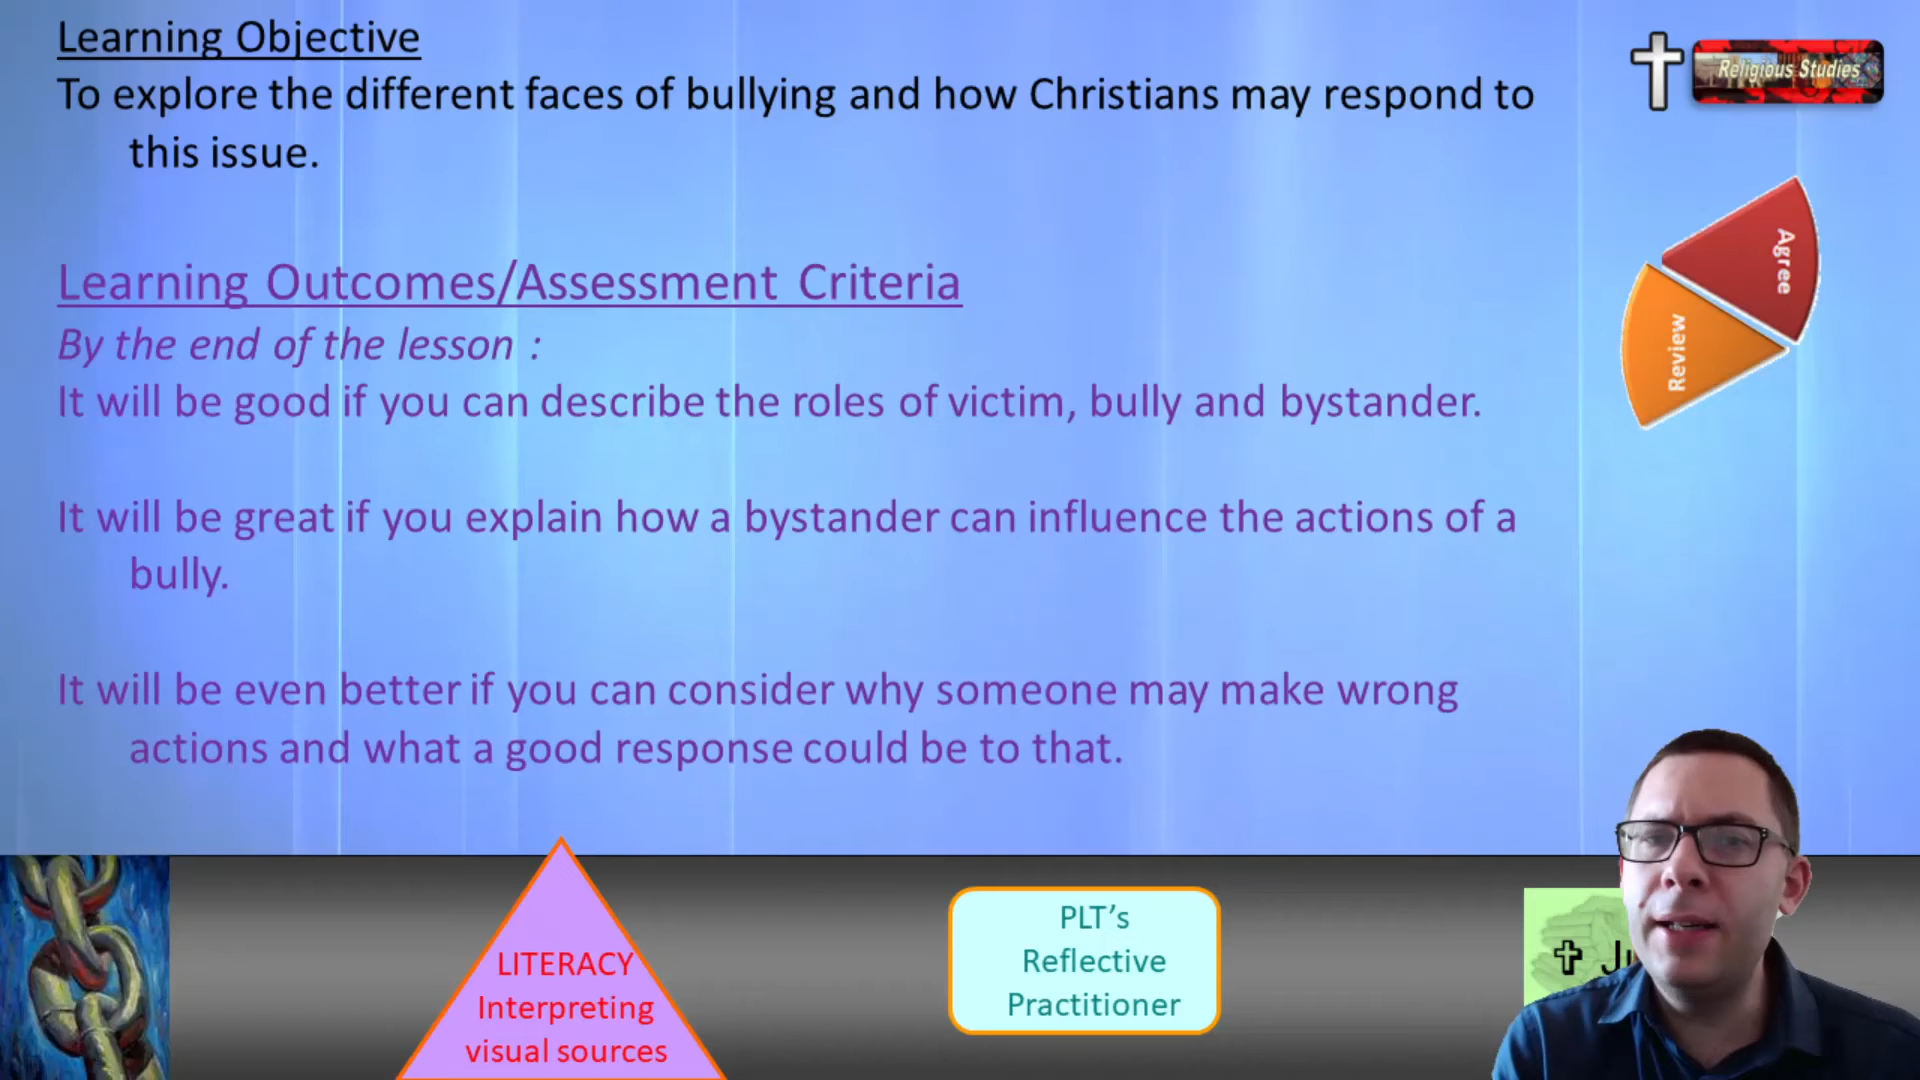 Learning Objective
To explore the different faces of bullying and how Christians may respond to
this issue.
Religious Studies
Agree
Review
Learning Outcomes/Assessment Criteria
By the end of the lesson :
It will be good if you can describe the roles of victim, bully and bystander.
It will be great if you explain how a bystander can influence the actions of a
bully.
It will be even better if you can consider why someone may make wrong
actions and what a good response could be to that.
LITERACY
Interpreting
visual sources
PLT’s
Reflective
Practitioner